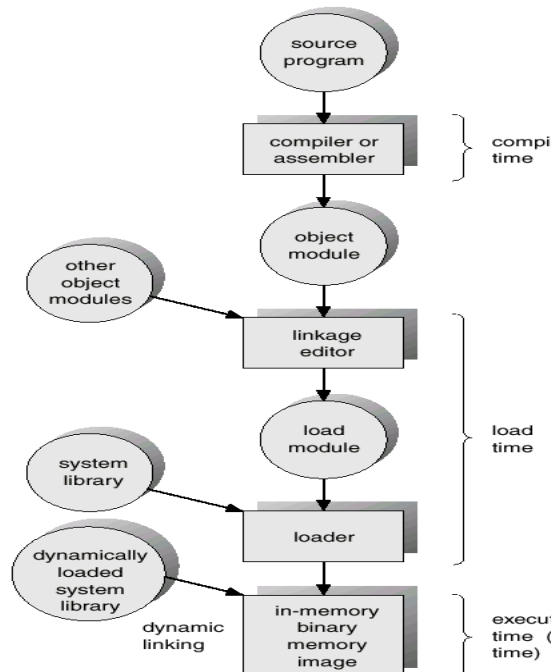 source
program
compiler or
assembler
compi
time
object
module
other
object
modules
linkage
editor
load
module
load
time
system
library
loader
dynamically
loaded
system
library
dynamic
linking
in-memory
binary
memory
image
execut
time (
time)